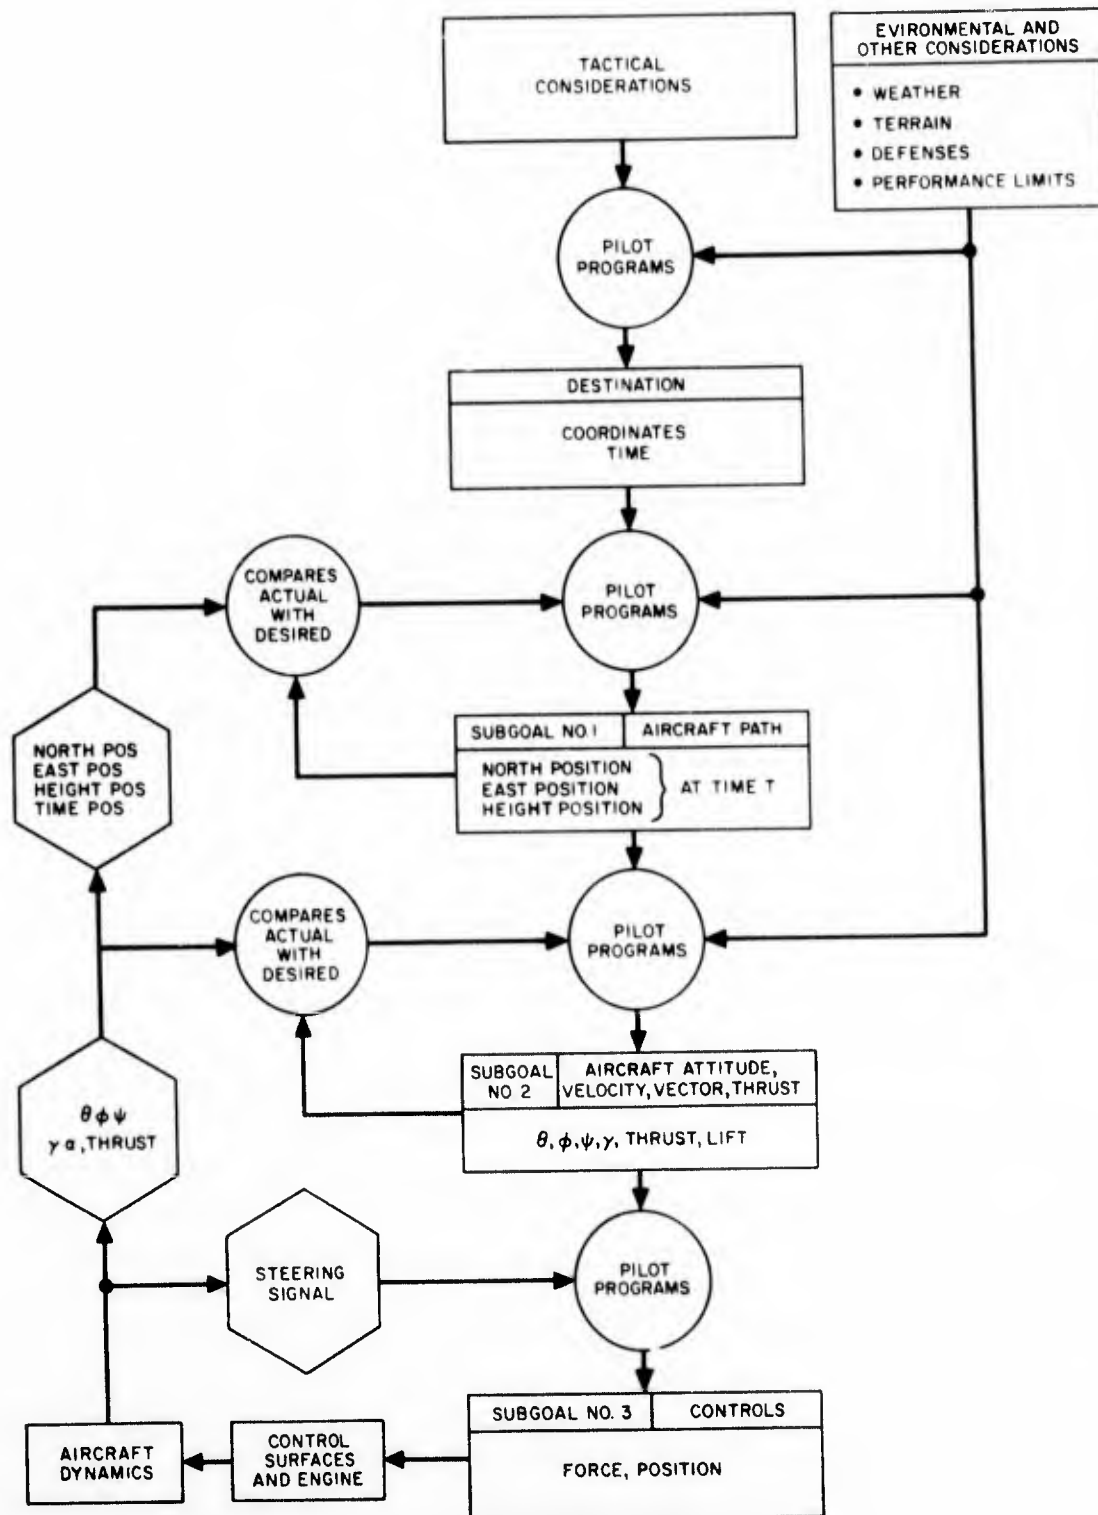 TACTICAL
CONSIDERATIONS
EVIRONMENTAL AND
OTHER CONSIDERATIONS
• WEATHER
• TERRAIN
• DEFENSES
• PERFORMANCE LIMITS
PILOT
PROGRAMS
DESTINATION
COORDINATES
TIME
COMPARES
ACTUAL
WITH
DESIRED
PILOT
PROGRAMS
NORTH POS
EAST POS
HEIGHT POS
TIME POS
SUBGOAL NO. 1
AIRCRAFT PATH
NORTH POSITION
EAST POSITION
HEIGHT POSITION
AT TIME T
COMPARES
ACTUAL
WITH
DESIRED
PILOT
PROGRAMS
SUBGOAL
NO 2
AIRCRAFT ATTITUDE,
VELOCITY, VECTOR, THRUST
θ, ϕ, ψ, γ, THRUST, LIFT
θ ϕ ψ
γ α, THRUST
STEERING
SIGNAL
PILOT
PROGRAMS
SUBGOAL NO. 3
CONTROLS
FORCE, POSITION
CONTROL
SURFACES
AND ENGINE
AIRCRAFT
DYNAMICS